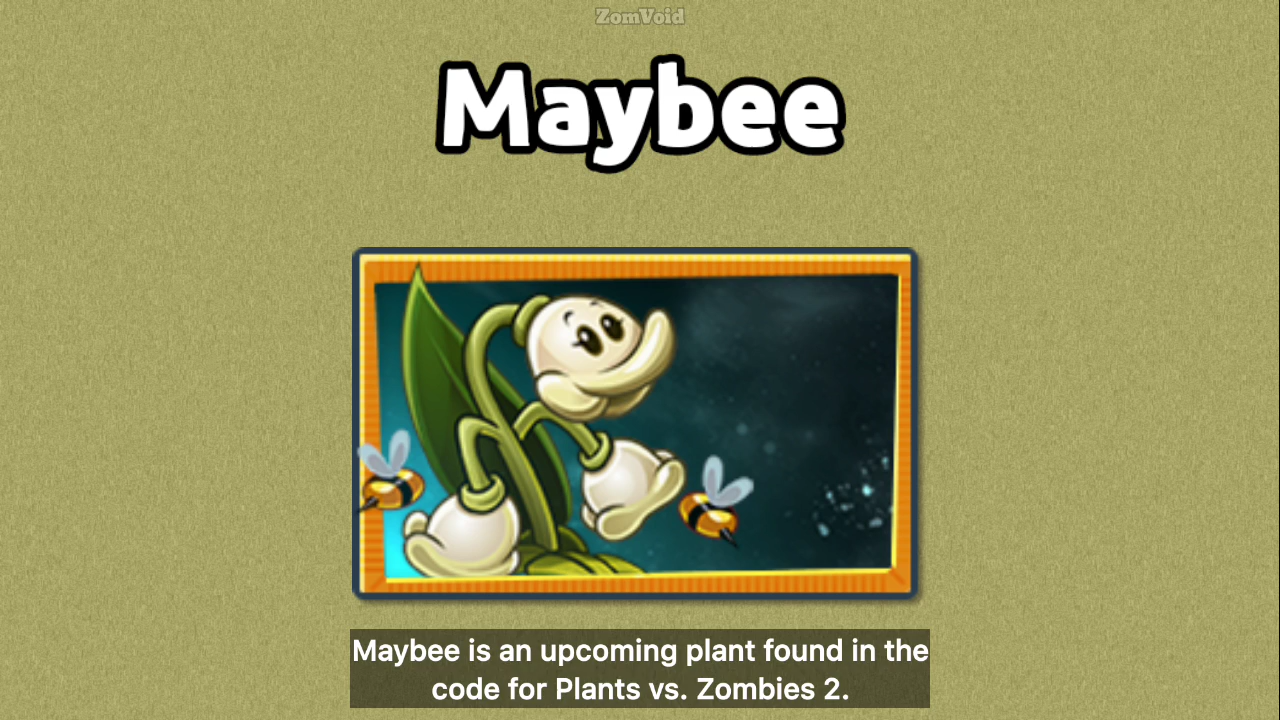 ZomVoid
Maybee
Maybee is an upcoming plant found in the
code for Plants vs. Zombies 2.